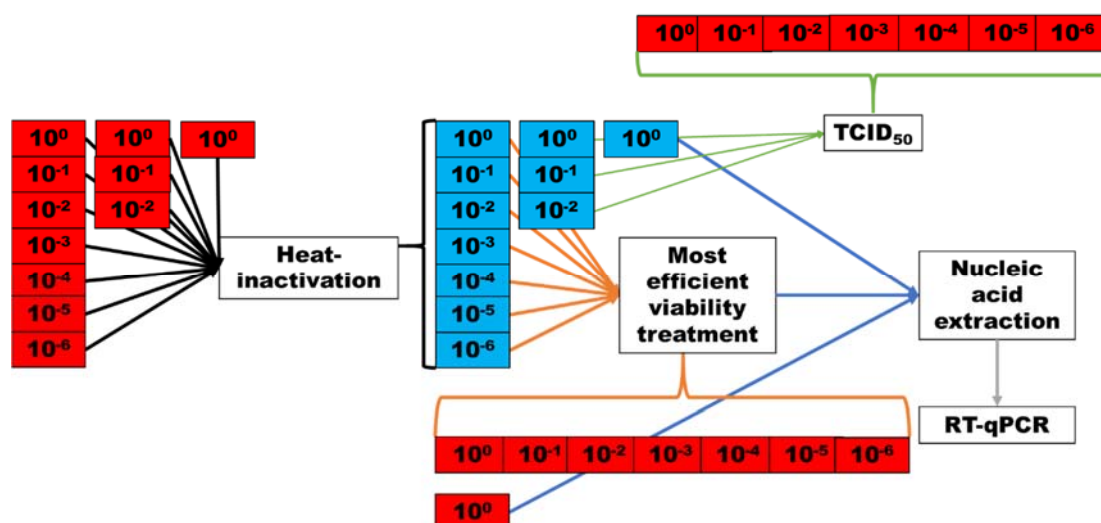 10⁰ 10⁻¹ 10⁻² 10⁻³ 10⁻⁴ 10⁻⁵ 10⁻⁶
TCID₅₀
10⁰ 10⁰ 10⁰
10⁻¹ 10⁻¹
10⁻² 10⁻²
10⁻³
10⁻⁴
10⁻⁵
10⁻⁶
Heat-
inactivation
10⁰ 10⁰ 10⁰
10⁻¹ 10⁻¹
10⁻² 10⁻²
10⁻³
10⁻⁴
10⁻⁵
10⁻⁶
Most
efficient
viability
treatment
Nucleic
acid
extraction
RT-qPCR
10⁰ 10⁻¹ 10⁻² 10⁻³ 10⁻⁴ 10⁻⁵ 10⁻⁶
10⁰